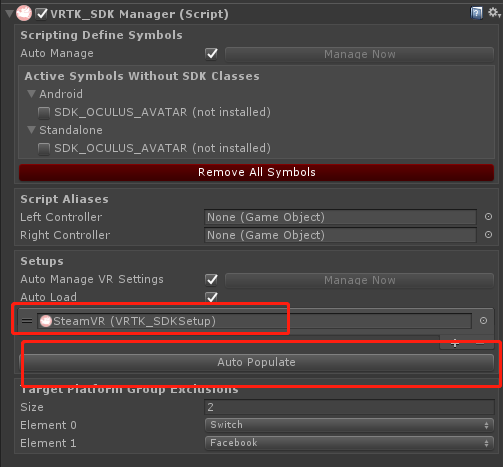 VRTK_SDK Manager (Script)
Scripting Define Symbols
Auto Manage
Manage Now
Active Symbols Without SDK Classes
Android
SDK_OCULUS_AVATAR (not installed)
Standalone
SDK_OCULUS_AVATAR (not installed)
Remove All Symbols
Script Aliases
Left Controller None (Game Object)
Right Controller None (Game Object)
Setups
Auto Manage VR Settings Manage Now
Auto Load
SteamVR (VRTK_SDKSetup)
Auto Populate
Target Platform Group Exclusions
Size 2
Element 0 Switch
Element 1 Facebook